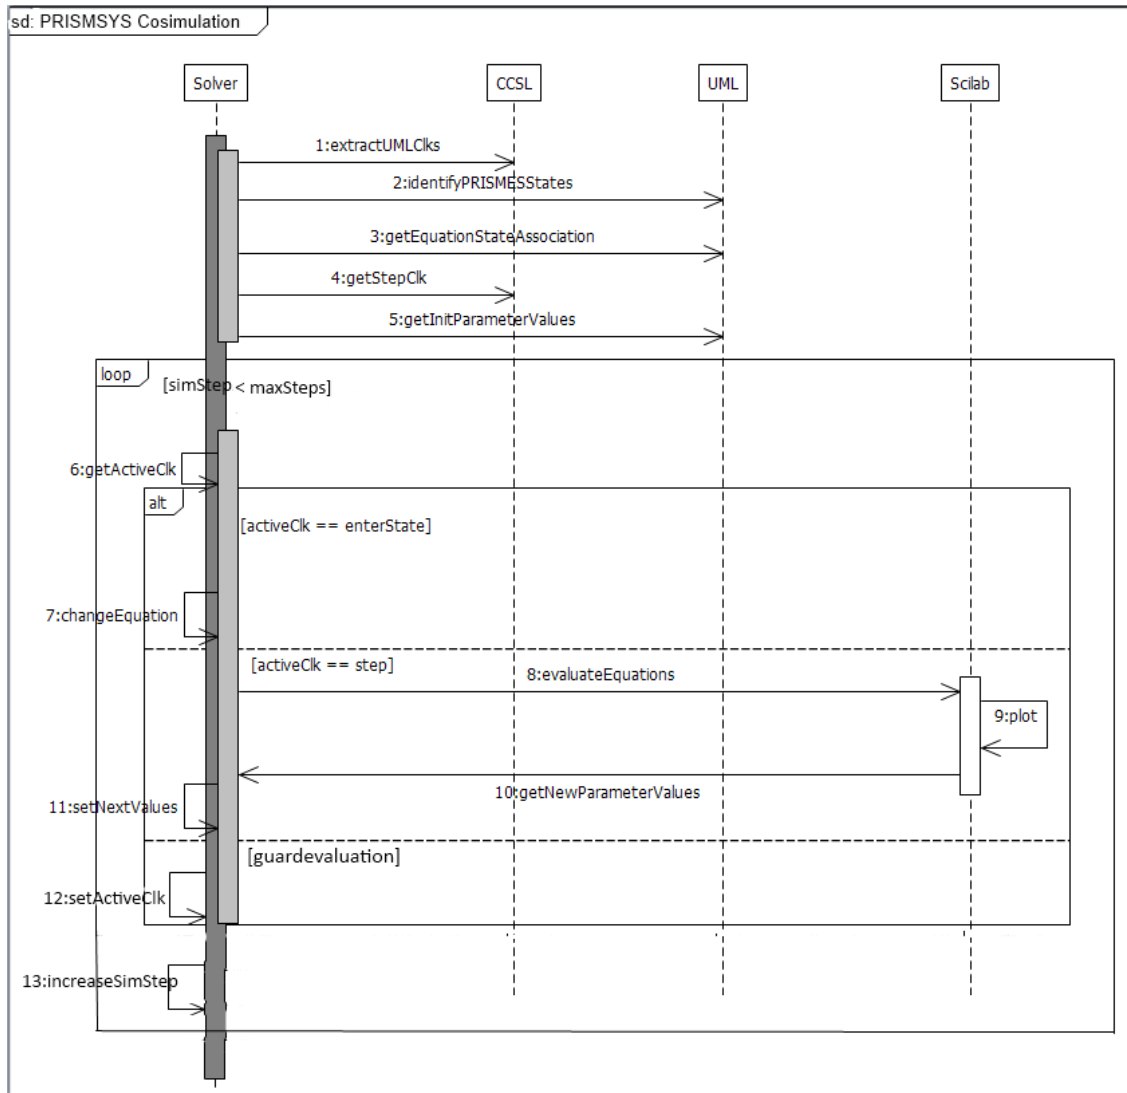 sd: PRISMSYS Cosimulation
Solver
CCSL
UML
Scilab
1:extractUMLClks
2:identifyPRISMESStates
3:getEquationStateAssociation
4:getStepClk
5:getInitParameterValues
loop
[simStep < maxSteps]
6:getActiveClk
alt
[activeClk == enterState]
7:changeEquation
[activeClk == step]
8:evaluateEquations
9:plot
10:getNewParameterValues
11:setNextValues
[guardevaluation]
12:setActiveClk
13:increaseSimStep